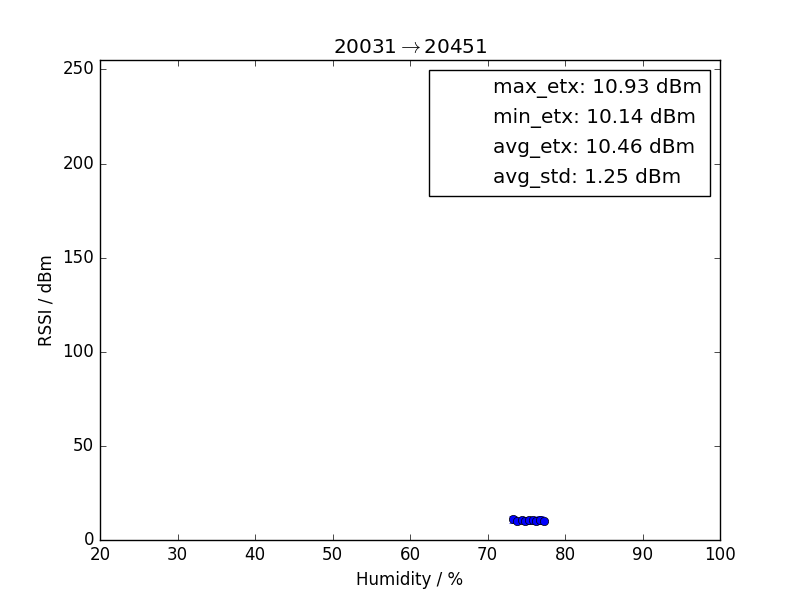 20031→20451
max_etx: 10.93 dBm
min_etx: 10.14 dBm
avg_etx: 10.46 dBm
avg_std: 1.25 dBm
250
200
150
100
50
0
RSSI / dBm
20 30 40 50 60 70 80 90 100
Humidity / %